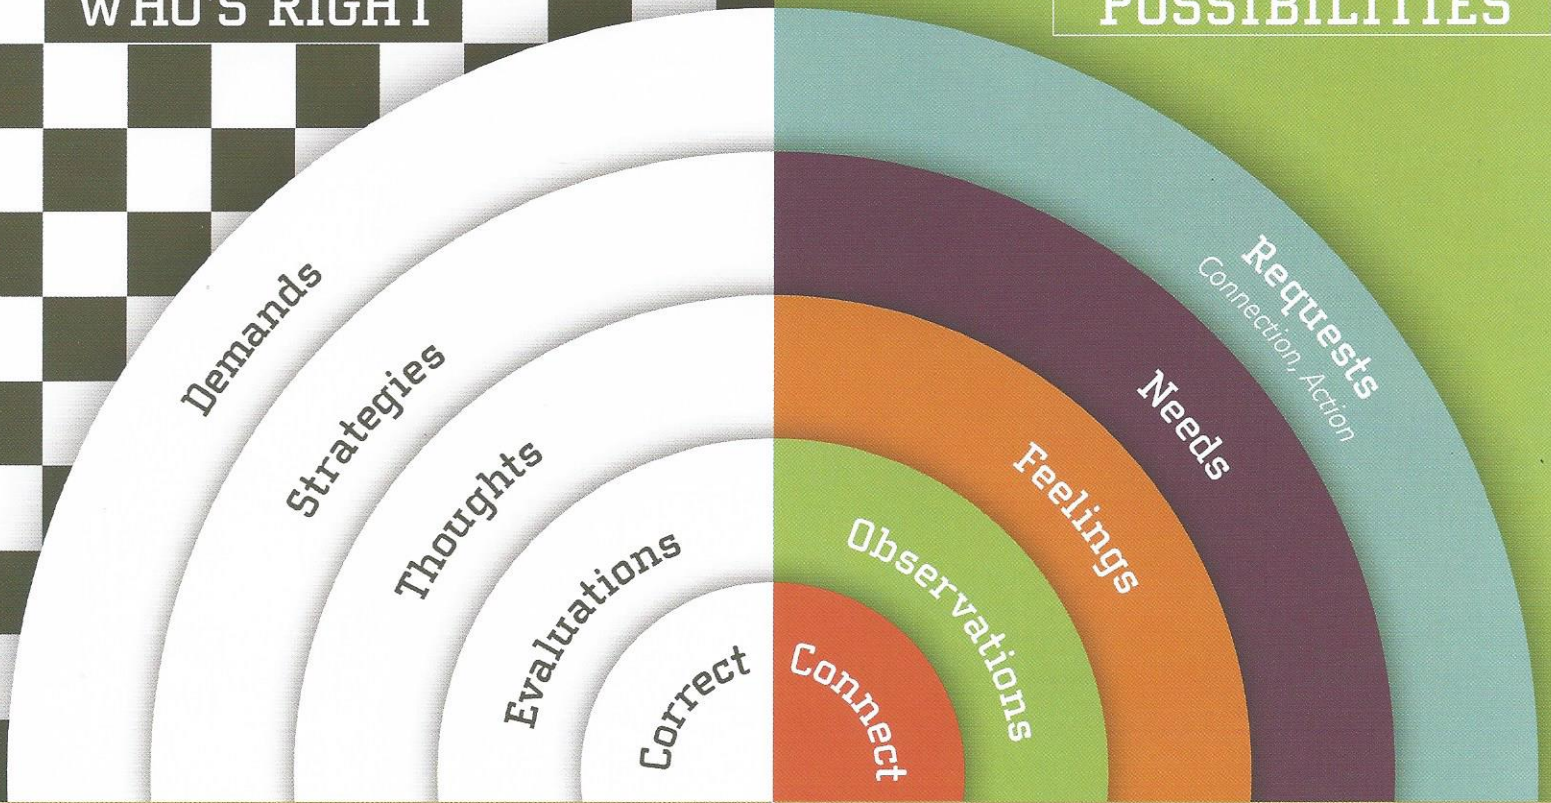 WHO'S RIGHT
POSSIBILITIES
Demands
Strategies
Thoughts
Evaluations
Correct
Requests
Connection, Action
Needs
Feelings
Observations
Connect